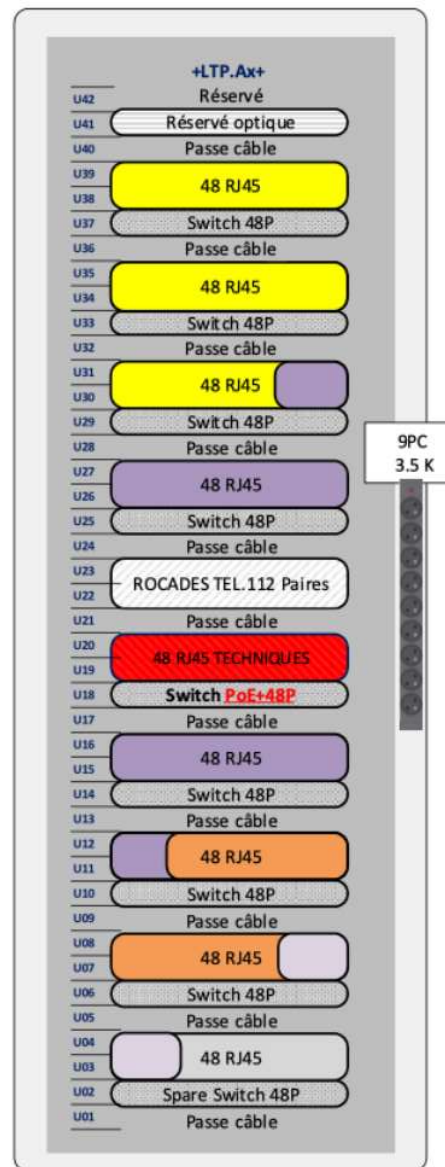 +LTP.Ax+
U42 Réservé
U41 Réservé optique
U40 Passe câble
U39
48 RJ45
U38
U37 Switch 48P
U36 Passe câble
U35
48 RJ45
U34
U33 Switch 48P
U32 Passe câble
U31
48 RJ45
U30
U29 Switch 48P
U28 Passe câble
9PC
3.5 K
U27
48 RJ45
U26
U25 Switch 48P
U24 Passe câble
U23
ROCADES TEL.112 Paires
U22
U21 Passe câble
U20
48 RJ45 TECHNIQUES
U19
U18 Switch PoE+48P
U17 Passe câble
U16
48 RJ45
U15
U14 Switch 48P
U13 Passe câble
U12
48 RJ45
U11
U10 Switch 48P
U09 Passe câble
U08
48 RJ45
U07
U06 Switch 48P
U05 Passe câble
U04
48 RJ45
U03
U02 Spare Switch 48P
U01 Passe câble